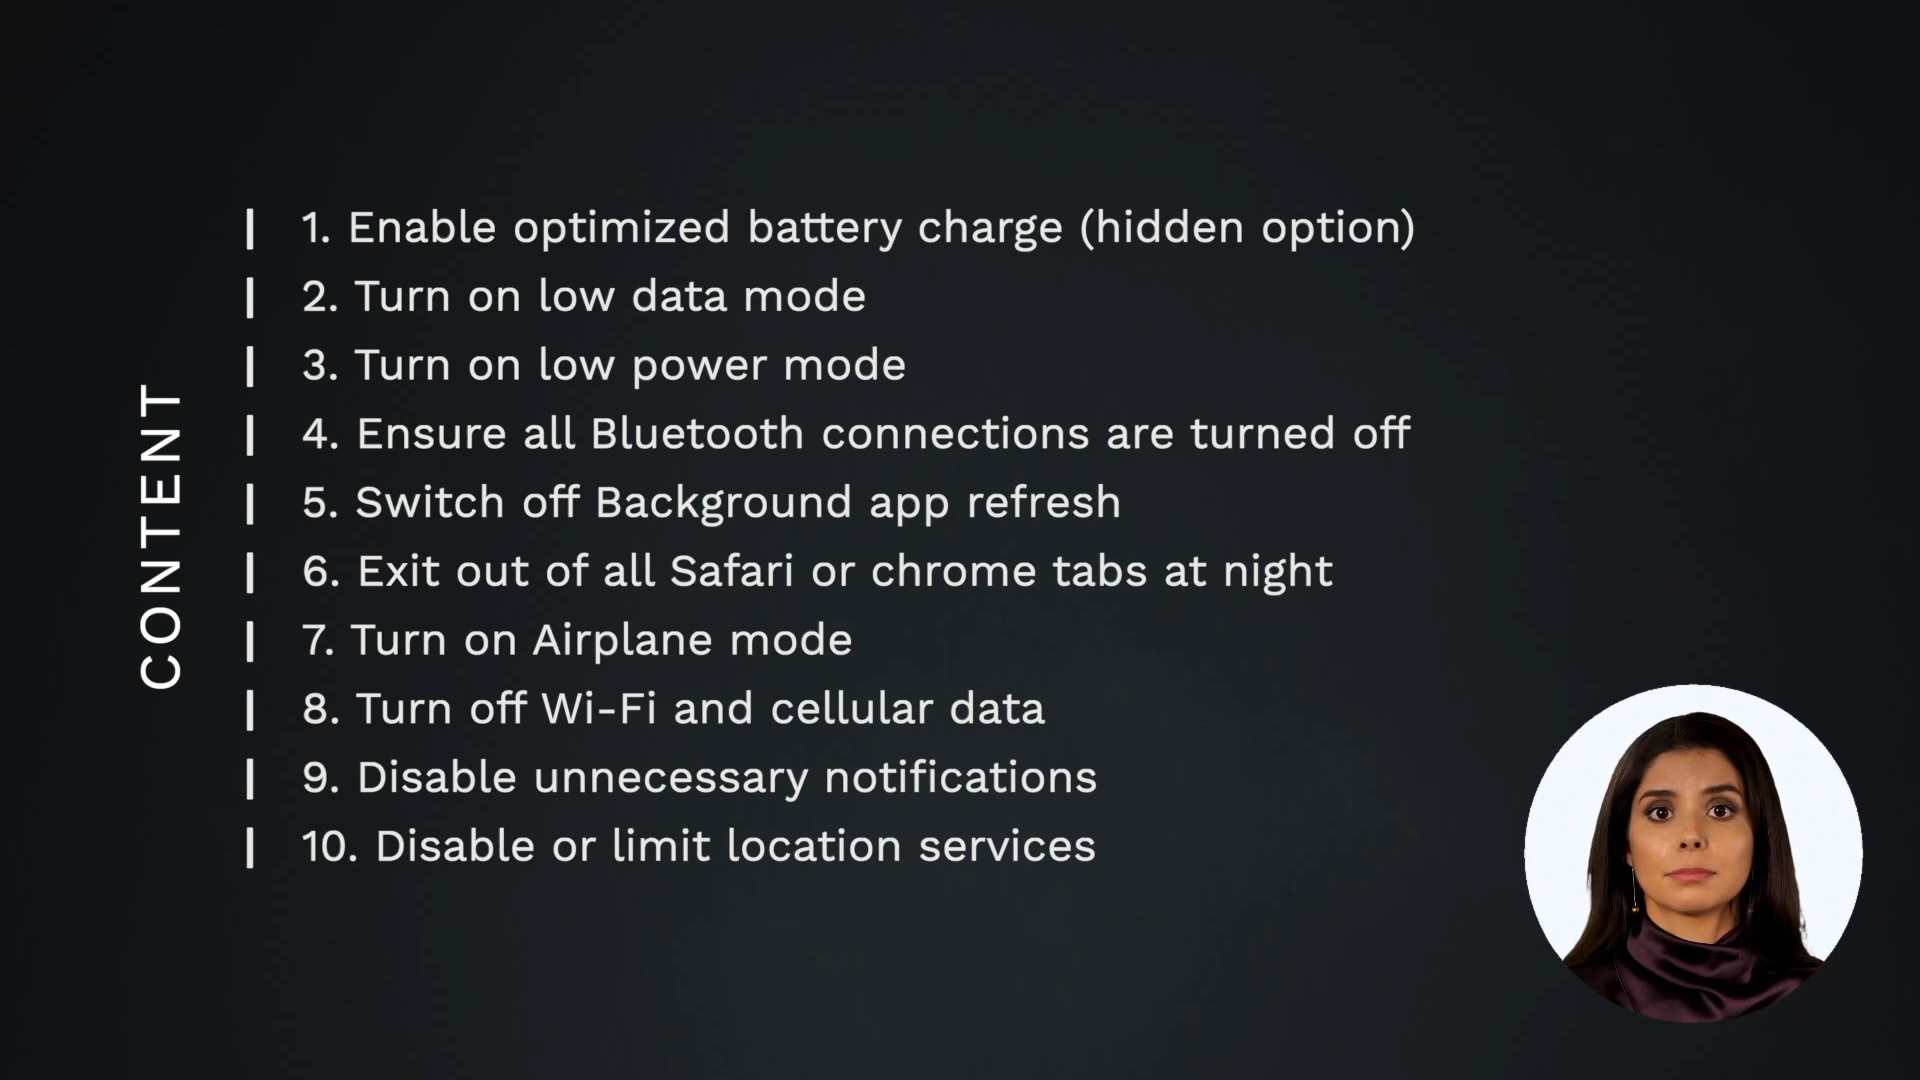 CONTENT
1. Enable optimized battery charge (hidden option)
2. Turn on low data mode
3. Turn on low power mode
4. Ensure all Bluetooth connections are turned off
5. Switch off Background app refresh
6. Exit out of all Safari or chrome tabs at night
7. Turn on Airplane mode
8. Turn off Wi-Fi and cellular data
9. Disable unnecessary notifications
10. Disable or limit location services